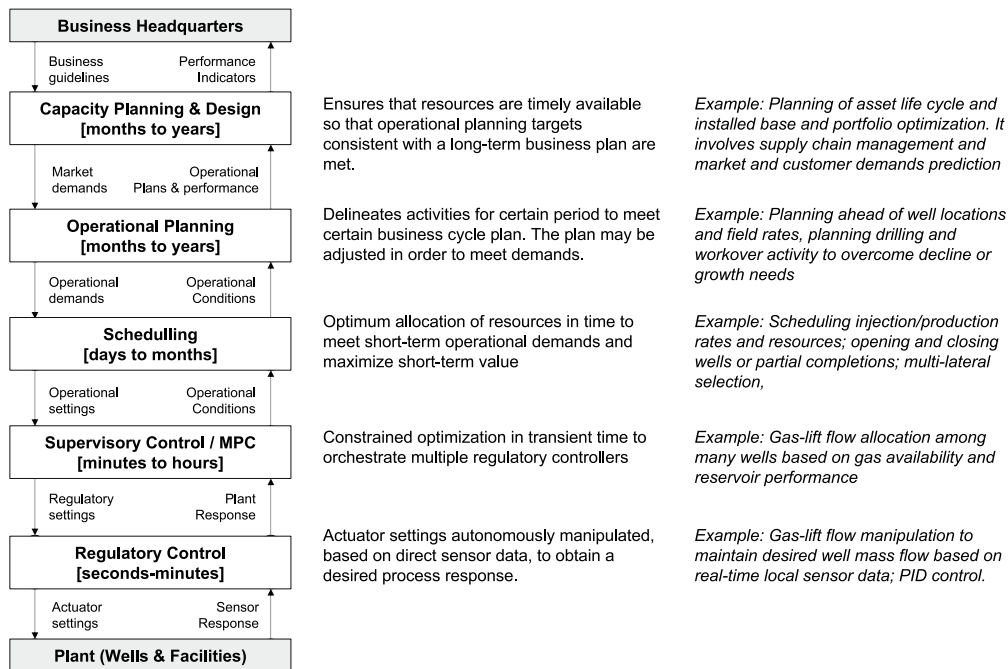 Business Headquarters
Business
guidelines
Performance
Indicators
Capacity Planning & Design
[months to years]
Ensures that resources are timely available
so that operational planning targets
consistent with a long-term business plan are
met.
Example: Planning of asset life cycle and
installed base and portfolio optimization. It
involves supply chain management and
market and customer demands prediction
Market
demands
Operational
Plans & performance
Operational Planning
[months to years]
Delineates activities for certain period to meet
certain business cycle plan. The plan may be
adjusted in order to meet demands.
Example: Planning ahead of well locations
and field rates, planning drilling and
workover activity to overcome decline or
growth needs
Operational
demands
Operational
Conditions
Schedulling
[days to months]
Optimum allocation of resources in time to
meet short-term operational demands and
maximize short-term value
Example: Scheduling injection/production
rates and resources; opening and closing
wells or partial completions; multi-lateral
selection,
Operational
settings
Operational
Conditions
Supervisory Control / MPC
[minutes to hours]
Constrained optimization in transient time to
orchestrate multiple regulatory controllers
Example: Gas-lift flow allocation among
many wells based on gas availability and
reservoir performance
Regulatory
settings
Plant
Response
Regulatory Control
[seconds-minutes]
Actuator settings autonomously manipulated,
based on direct sensor data, to obtain a
desired process response.
Example: Gas-lift flow manipulation to
maintain desired well mass flow based on
real-time local sensor data; PID control.
Actuator
settings
Sensor
Response
Plant (Wells & Facilities)